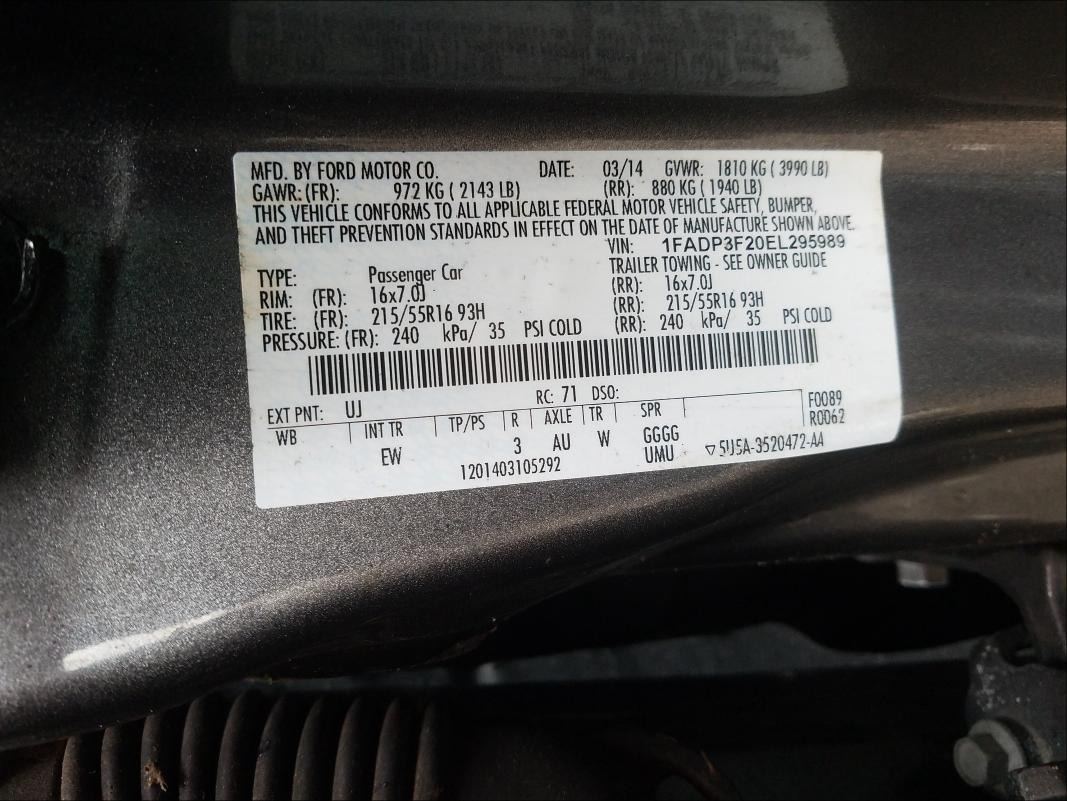 MFD. BY FORD MOTOR CO. DATE: 03/14 GVWR: 1810 KG ( 3990 LB)
GAWR: (FR): 972 KG ( 2143 LB) (RR): 880 KG ( 1940 LB)
THIS VEHICLE CONFORMS TO ALL APPLICABLE FEDERAL MOTOR VEHICLE SAFETY, BUMPER,
AND THEFT PREVENTION STANDARDS IN EFFECT ON THE DATE OF MANUFACTURE SHOWN ABOVE.
VIN: 1FADP3F20EL295989
TYPE: Passenger Car TRAILER TOWING - SEE OWNER GUIDE
RIM: (FR): 16x7.0J (RR): 16x7.0J
TIRE: (FR): 215/55R16 93H (RR): 215/55R16 93H
PRESSURE: (FR): 240 kPa/ 35 PSI COLD (RR): 240 kPa/ 35 PSI COLD
EXT PNT: UJ RC: 71 DSO: F0089
WB INT TR TP/PS R AXLE TR SPR R0062
EW 3 AU W GGGG
1201403105292 UMU ▽5U5A-3520472-AA